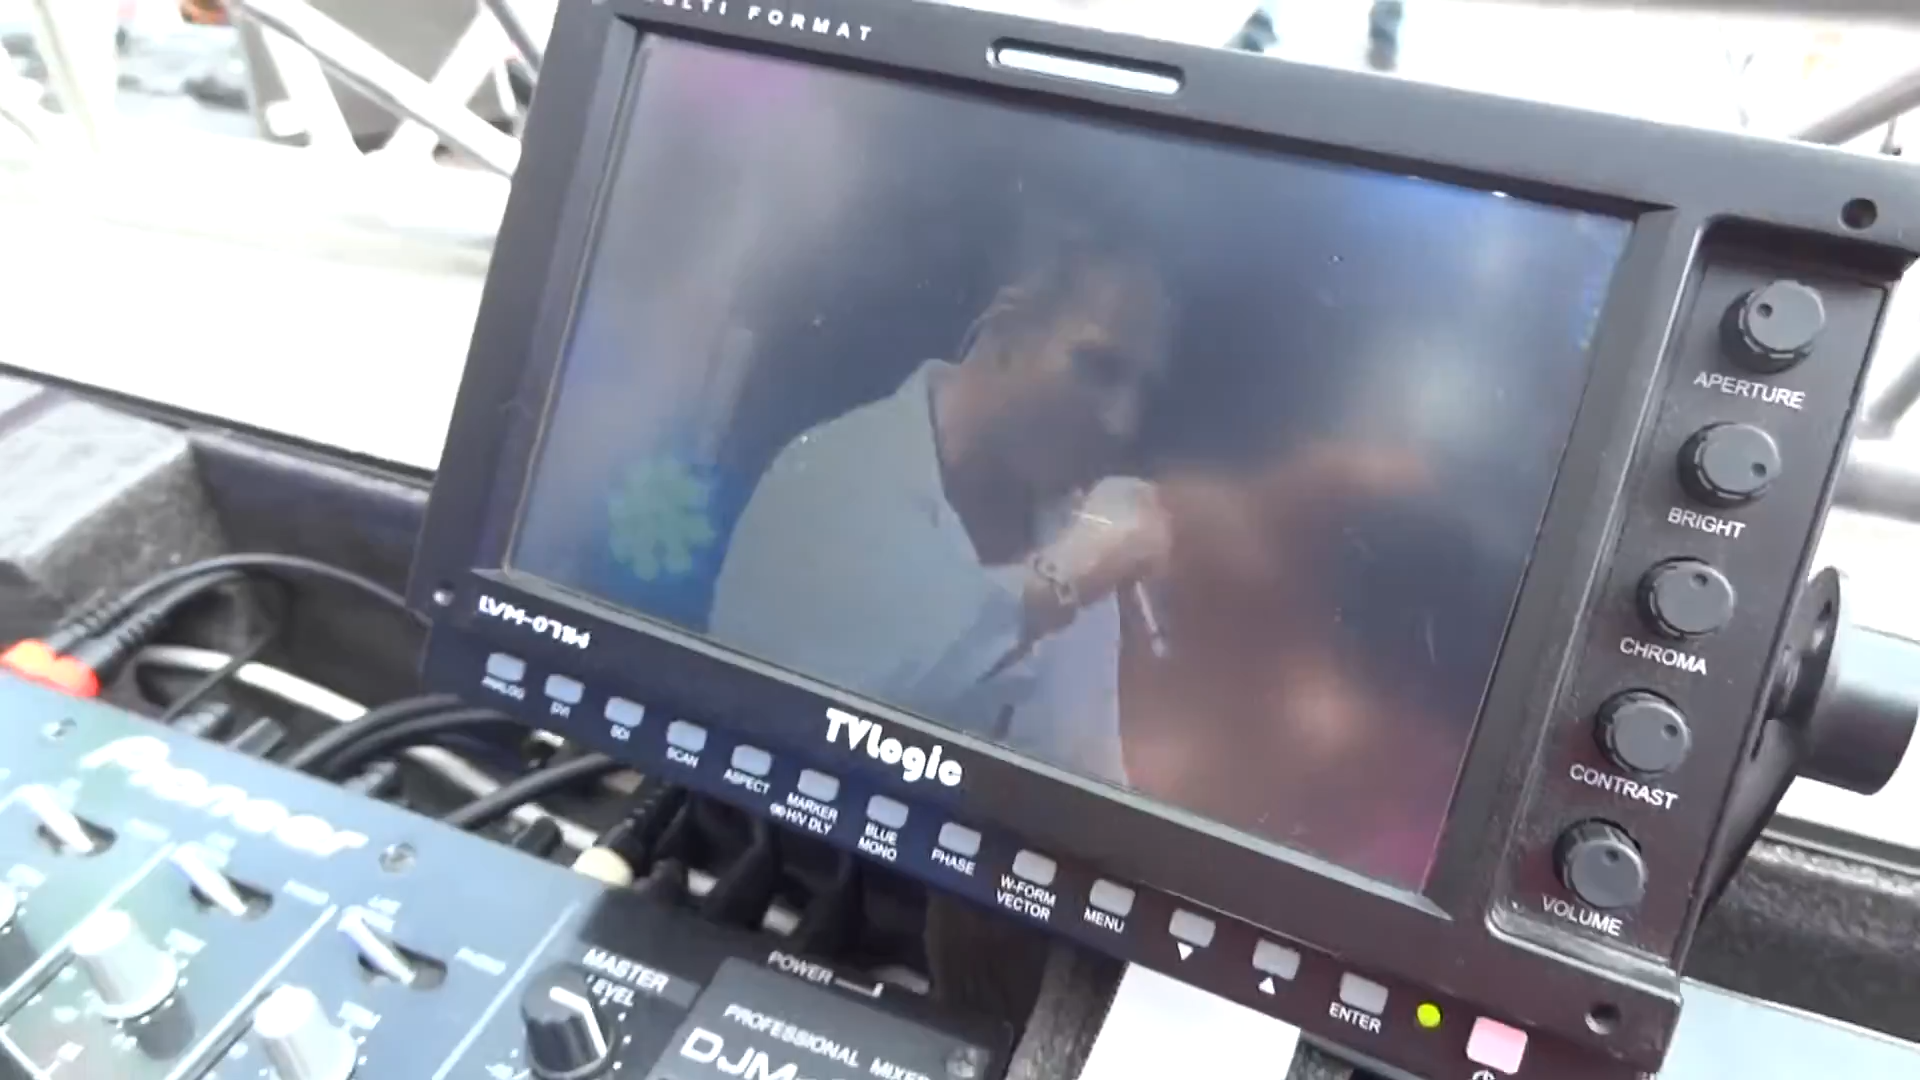 MULTI FORMAT
APERTURE
BRIGHT
CHROMA
CONTRAST
VOLUME
LVM-071W
TVLogic
ANALOG
DVI
SDI
SCAN
ASPECT
MARKER
H/V DLY
BLUE
MONO
PHASE
W-FORM
VECTOR
MENU
▼
▲
ENTER
Pioneer
MASTER
LEVEL
POWER
PROFESSIONAL MIXER
DJM